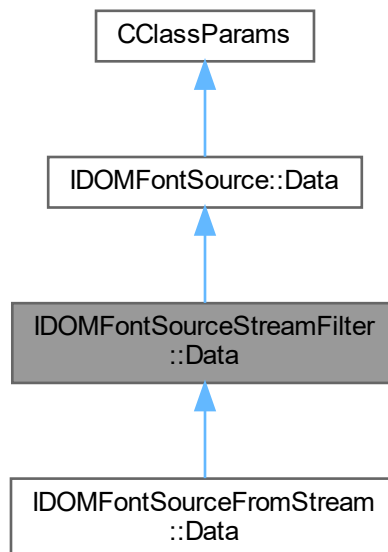 CClassParams
IDOMFontSource::Data
IDOMFontSourceStreamFilter
::Data
IDOMFontSourceFromStream
::Data